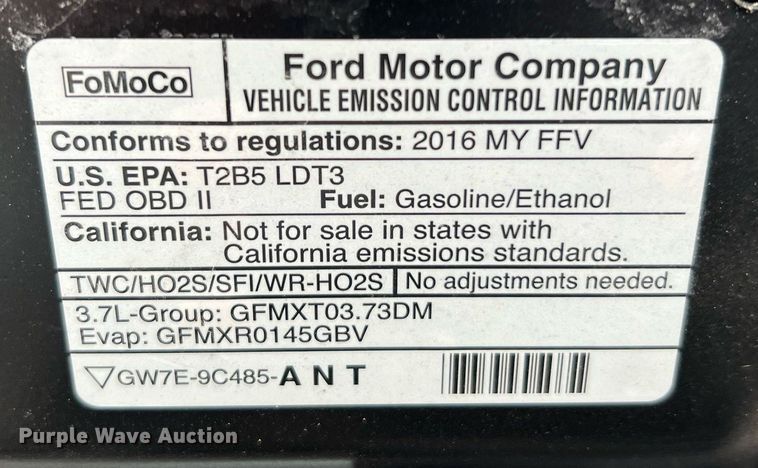 FoMoCo
Ford Motor Company
VEHICLE EMISSION CONTROL INFORMATION
Conforms to regulations: 2016 MY FFV
U.S. EPA: T2B5 LDT3
FED OBD II Fuel: Gasoline/Ethanol
California: Not for sale in states with
California emissions standards.
TWC/HO2S/SFI/WR-HO2S No adjustments needed.
3.7L-Group: GFMXT03.73DM
Evap: GFMXR0145GBV
GW7E-9C485-ANT
Purple Wave Auction